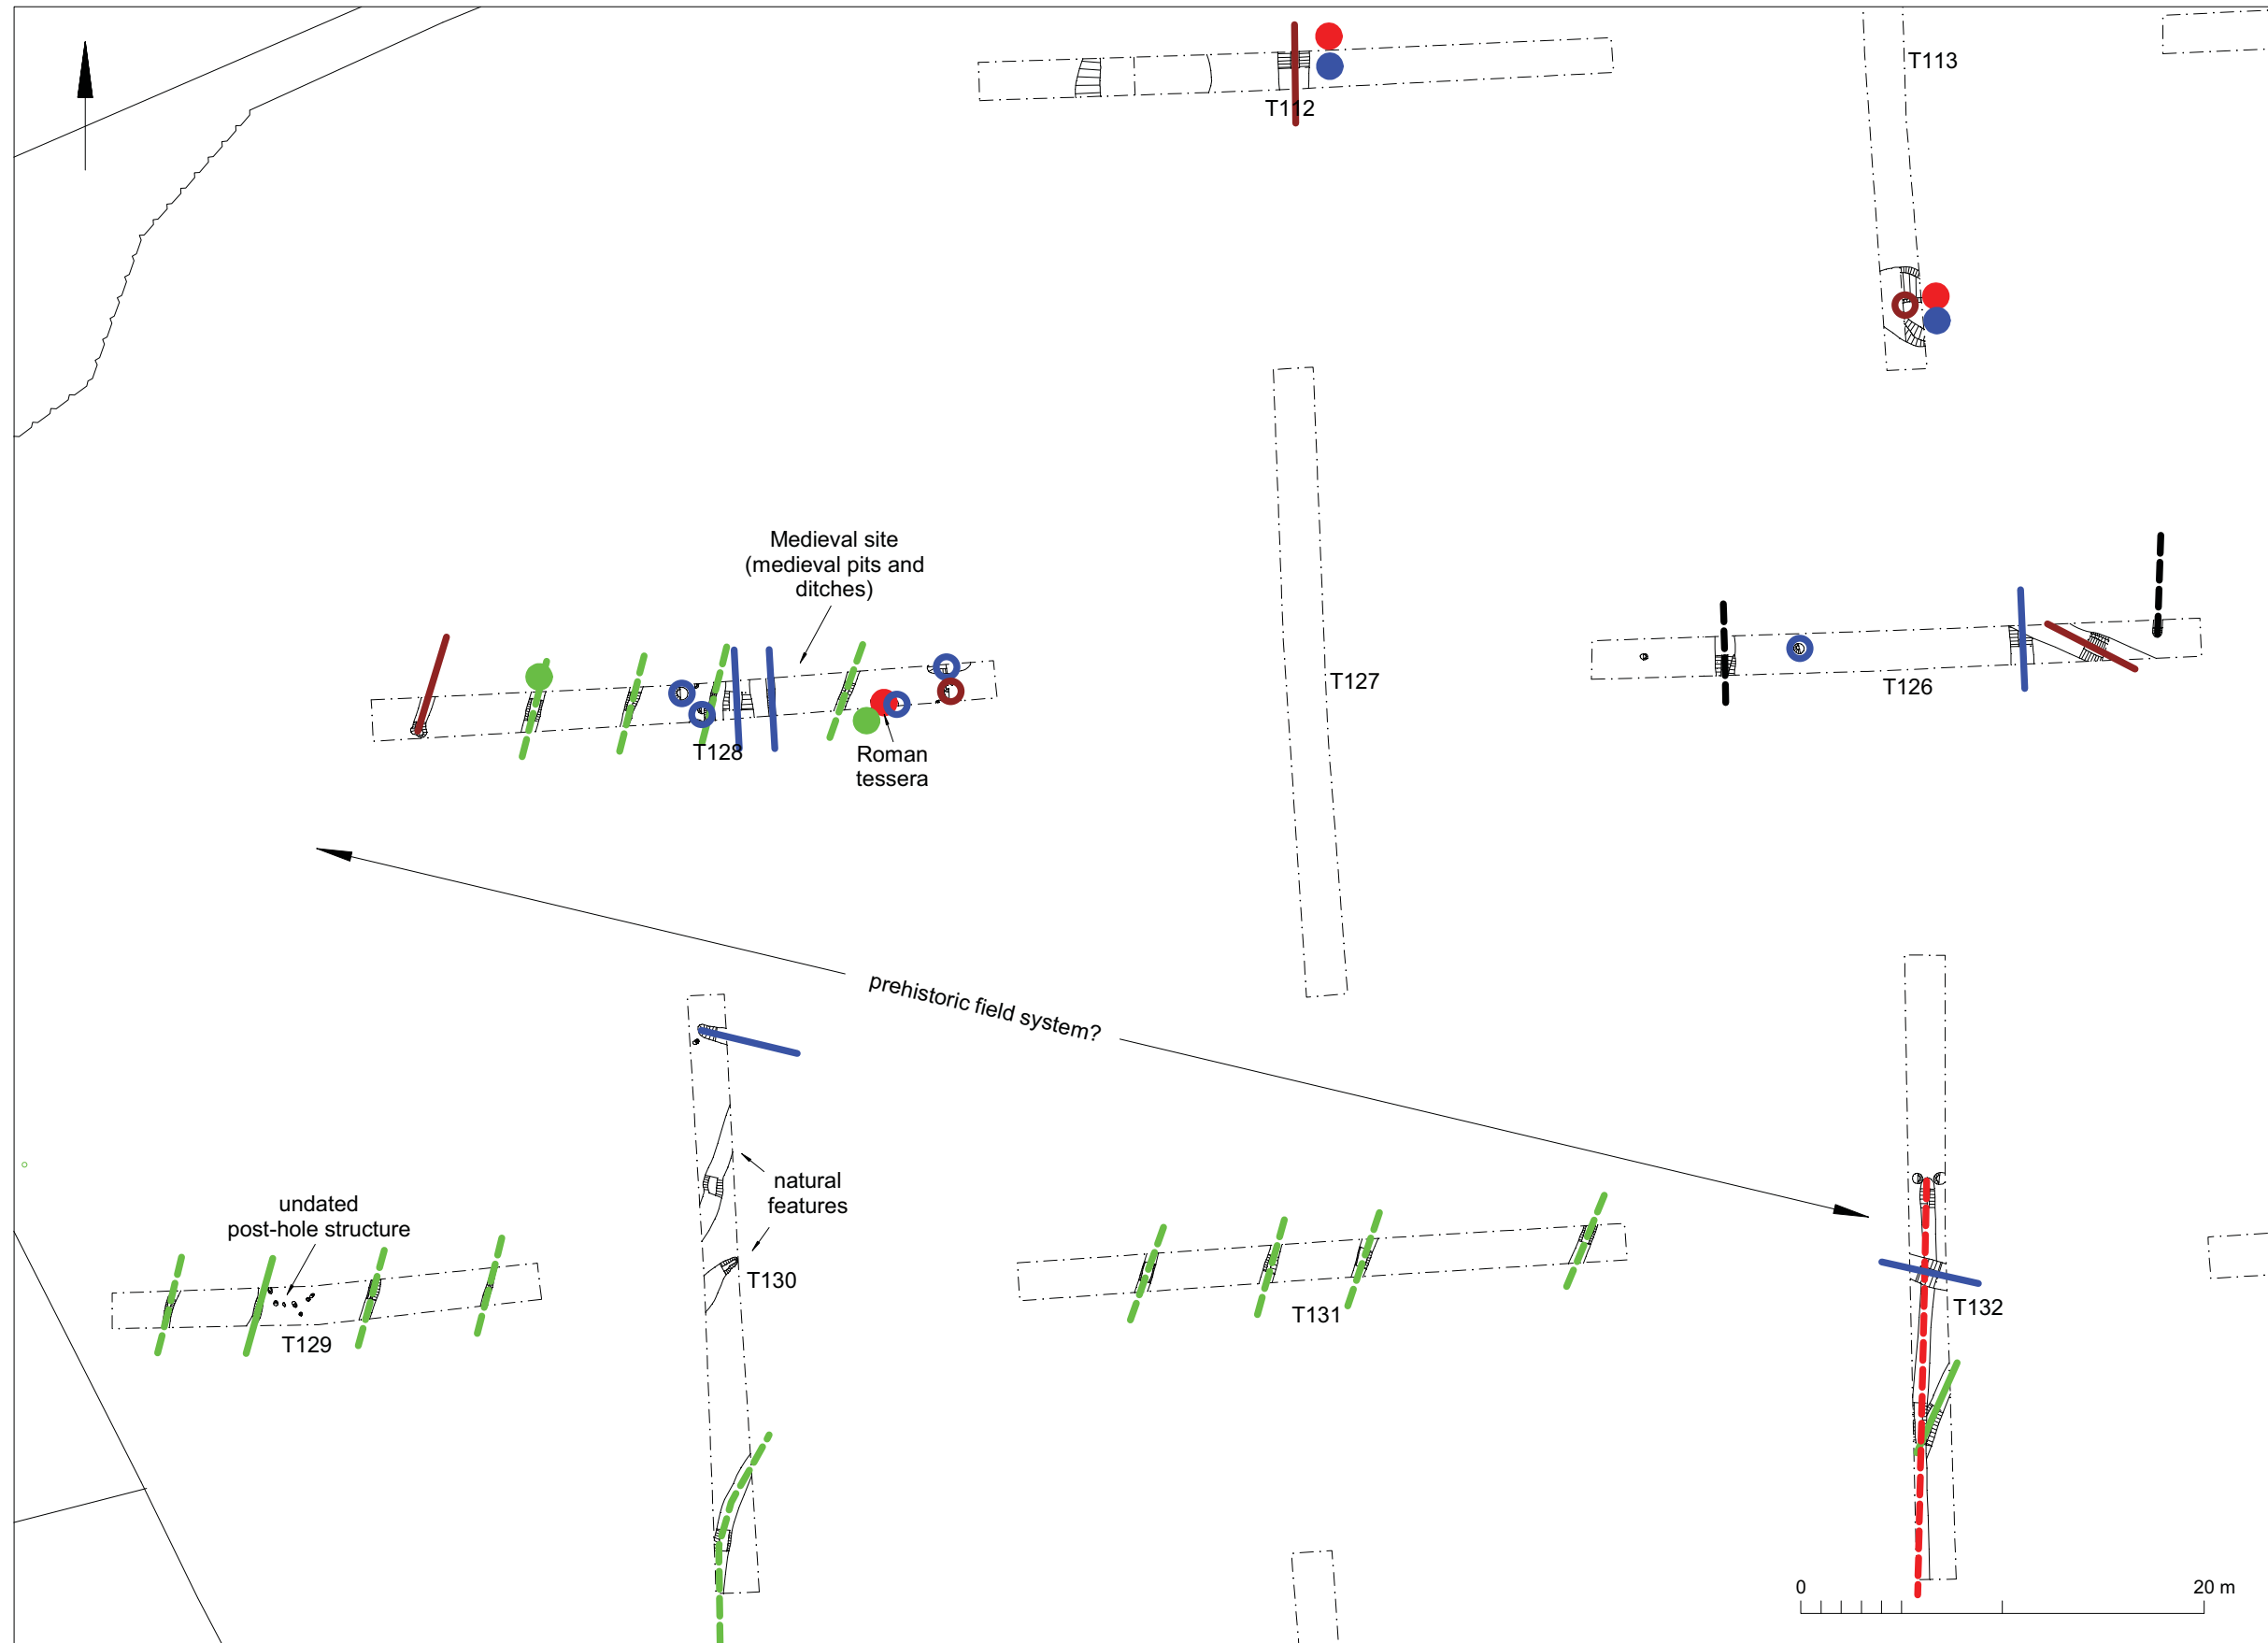 T112
T113
Medieval site
(medieval pits and
ditches)
T127
T126
T128
Roman
tessera
prehistoric field system?
natural
features
undated
post-hole structure
T130
T129
T131
T132
0
20 m